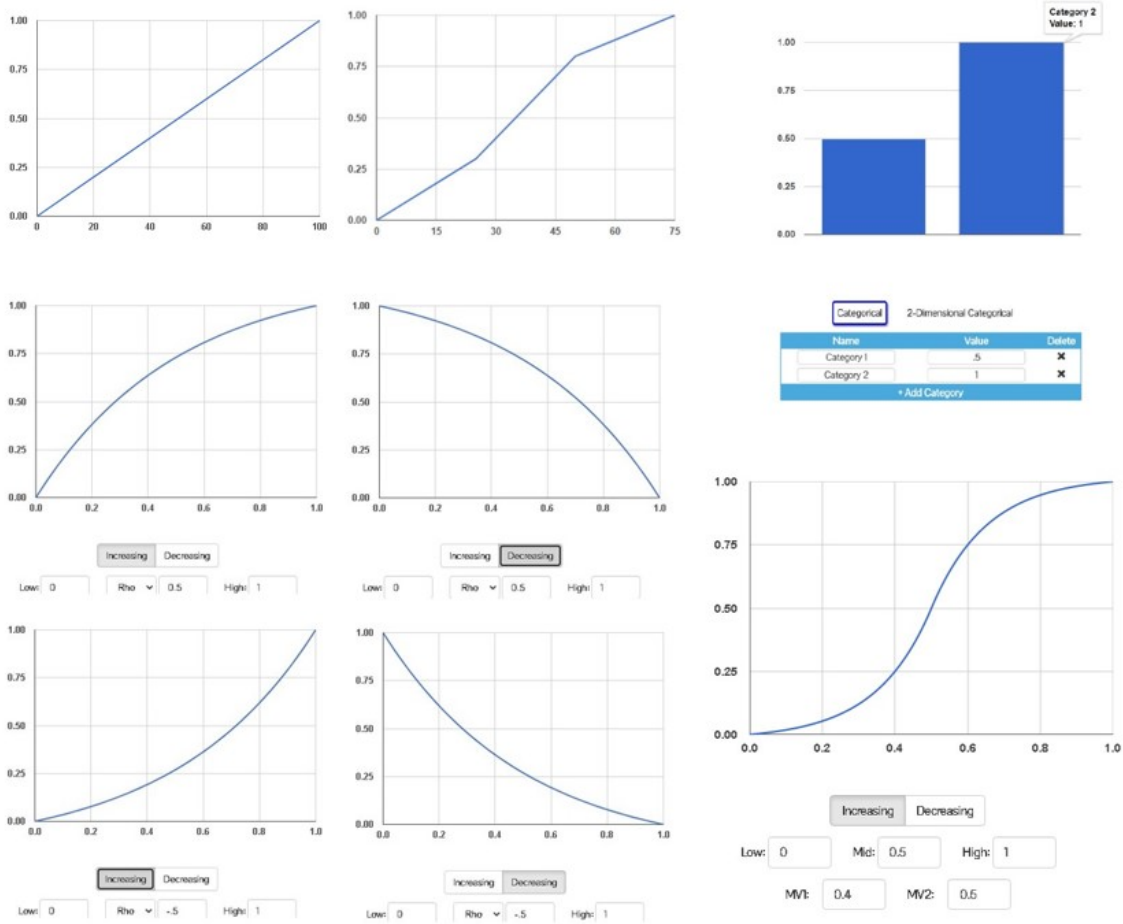 1.00
0.75
0.50
0.25
0.00
0 20 40 60 80 100
1.00
0.75
0.50
0.25
0.00
0 15 30 45 60 75
Category 2
Value: 1
1.00
0.75
0.50
0.25
0.00
1.00
0.75
0.50
0.25
0.00
0.0 0.2 0.4 0.6 0.8 1.0
Increasing Decreasing
Low: 0 Rho 0.5 High: 1
1.00
0.75
0.50
0.25
0.00
0.0 0.2 0.4 0.6 0.8 1.0
Increasing Decreasing
Low: 0 Rho 0.5 High: 1
Categorical 2-Dimensional Categorical
Name Value Delete
Category 1 .5 ✖
Category 2 1 ✖
+ Add Category
1.00
0.75
0.50
0.25
0.00
0.0 0.2 0.4 0.6 0.8 1.0
Increasing Decreasing
Low: 0 Rho -.5 High: 1
1.00
0.75
0.50
0.25
0.00
0.0 0.2 0.4 0.6 0.8 1.0
Increasing Decreasing
Low: 0 Rho -.5 High: 1
1.00
0.75
0.50
0.25
0.00
0.0 0.2 0.4 0.6 0.8 1.0
Increasing Decreasing
Low: 0 Mid: 0.5 High: 1
MV1: 0.4 MV2: 0.5